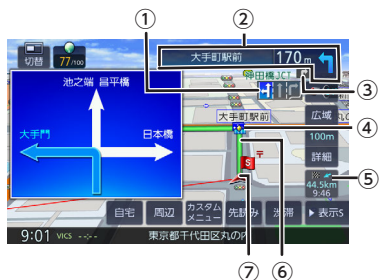 ① ②
切替 77/100
大手町駅前 170m
神田橋JCT
③
池之端 昌平橋
大手町駅前
④
広域
大手門 日本橋
100m
詳細
S
〒
44.5km
9:46
⑤
自宅 周辺 カスタム
メニュー 先読み 渋滞 表示S
9:01 VICS --:-- 東京都千代田区丸の内
⑦ ⑥